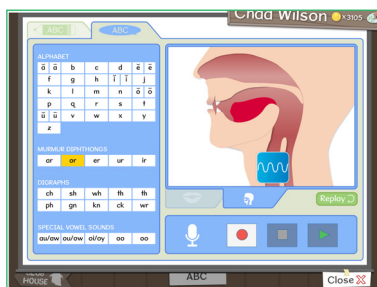 Chad Wilson x3105
ABC
ABC
ALPHABET
ă ā b c d ĕ ē
f g h ĭ ī j
k l m n ŏ ō
p q r s t
ŭ ū v w x y
z
MURMUR DIPHTHONGS
ar or er ur ir
DIGRAPHS
ch sh wh th th
ph gn kn ck wr
SPECIAL VOWEL SOUNDS
au/aw ou/ow oi/oy oo oo
Replay
HOUSE
ABC
Close X